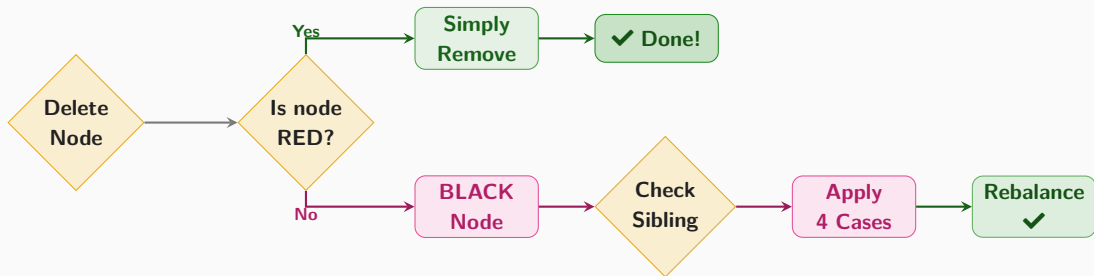 Delete
Node
Is node
RED?
Yes
Simply
Remove
✔ Done!
No
BLACK
Node
Check
Sibling
Apply
4 Cases
Rebalance
✔